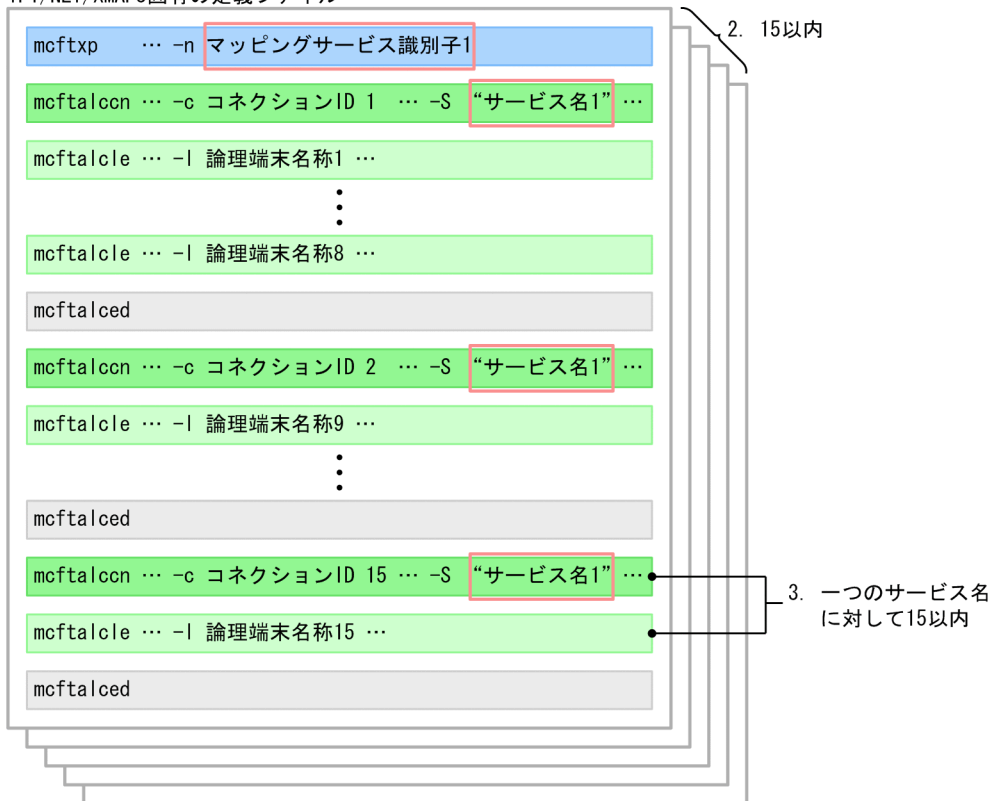 mcftxp … -n マッピングサービス識別子1
mcftalccn … -c コネクションID 1 … -S “サービス名1” …
mcftalcle … -l 論理端末名称1 …
mcftalcle … -l 論理端末名称8 …
mcftalced
mcftalccn … -c コネクションID 2 … -S “サービス名1” …
mcftalcle … -l 論理端末名称9 …
mcftalced
mcftalccn … -c コネクションID 15 … -S “サービス名1” …
mcftalcle … -l 論理端末名称15 …
mcftalced
2. 15以内
3. 一つのサービス名
に対して15以内